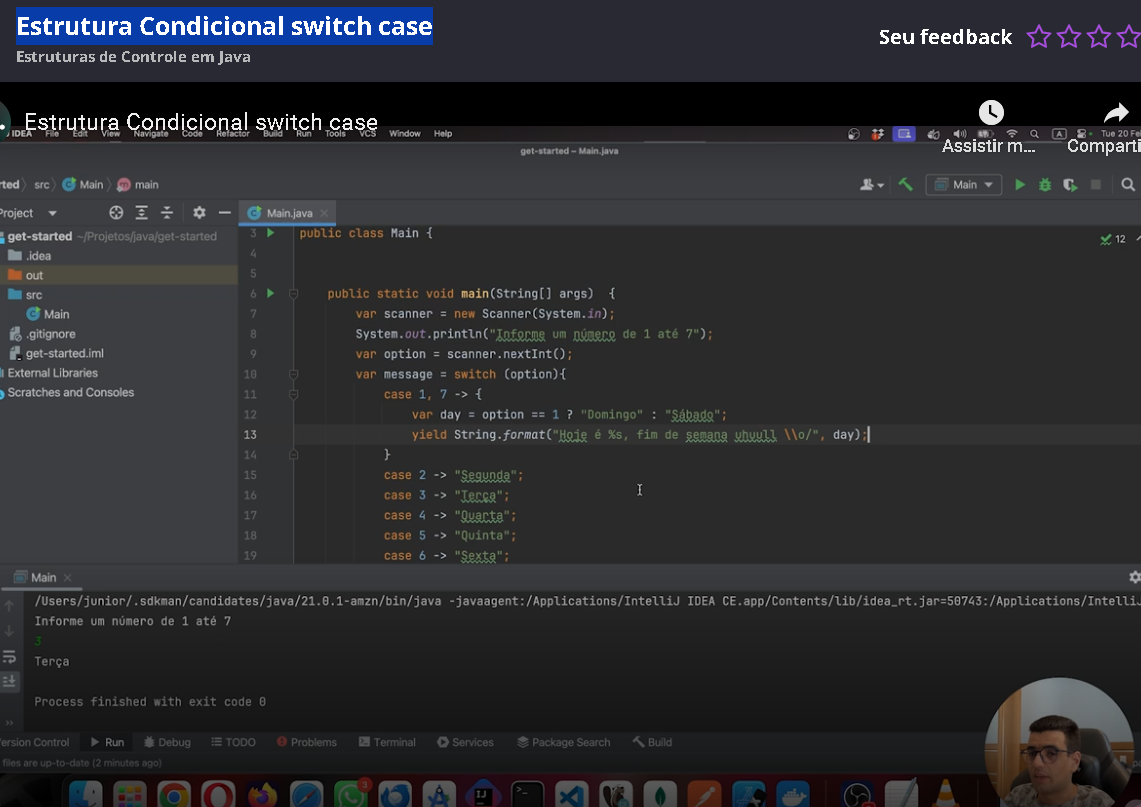 Estrutura Condicional switch case
Estruturas de Controle em Java
Seu feedback
Estrutura Condicional switch case
Assistir m...
Comparti
IDEA File Edit View Navigate Code Refactor Build Run Tools VCS Window Help
A
Tue 20 Fe
get-started – Main.java
rted src Main main
Main
Project
Main.java
get-started ~/Projetos/java/get-started
.idea
out
src
Main
.gitignore
get-started.iml
External Libraries
Scratches and Consoles
12
3 public class Main {
4
5
6 public static void main(String[] args) {
7 var scanner = new Scanner(System.in);
8 System.out.println("Informe um número de 1 até 7");
9 var option = scanner.nextInt();
10 var message = switch (option){
11 case 1, 7 -> {
12 var day = option == 1 ? "Domingo" : "Sábado";
13 yield String.format("Hoje é %s, fim de semana uhuull \\o/", day);
14 }
15 case 2 -> "Segunda";
16 case 3 -> "Terça";
17 case 4 -> "Quarta";
18 case 5 -> "Quinta";
19 case 6 -> "Sexta";
Main
/Users/junior/.sdkman/candidates/java/21.0.1-amzn/bin/java -javaagent:/Applications/IntelliJ IDEA CE.app/Contents/lib/idea_rt.jar=50743:/Applications/IntelliJ
Informe um número de 1 até 7
3
Terça
Process finished with exit code 0
ersion Control Run Debug TODO Problems Terminal Services Package Search Build
files are up-to-date (2 minutes ago)
3
IJ